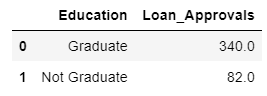 Education Loan_Approvals
0 Graduate 340.0
1 Not Graduate 82.0